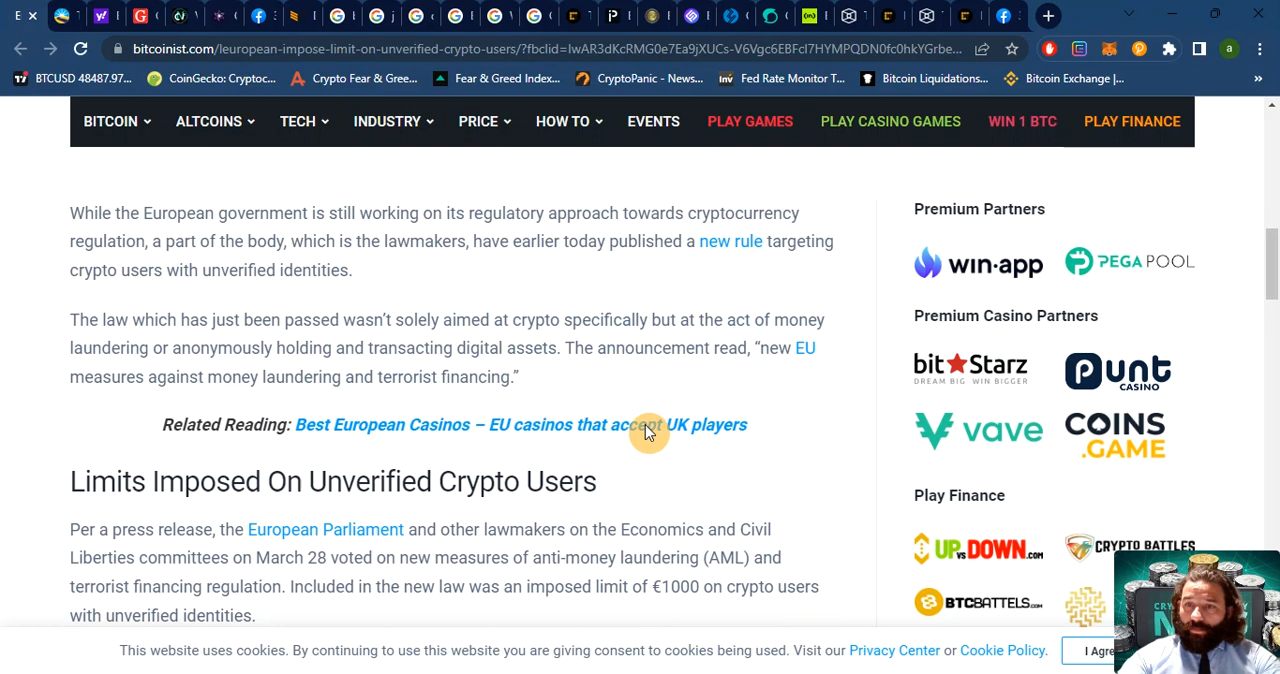 bitcoinist.com/leuropean-impose-limit-on-unverified-crypto-users/?fbclid=IwAR3dKcRMG0e7Ea9jXUCs-V6Vgc6EBFcI7HYMPQDN0fc0hkYGrbe...
BTCUSD 48487.97... CoinGecko: Cryptoc... Crypto Fear & Gree... Fear & Greed Index... CryptoPanic - News... Fed Rate Monitor T... Bitcoin Liquidations... Bitcoin Exchange |... »
BITCOIN ALTCOINS TECH INDUSTRY PRICE HOW TO EVENTS PLAY GAMES PLAY CASINO GAMES WIN 1 BTC PLAY FINANCE
While the European government is still working on its regulatory approach towards cryptocurrency
regulation, a part of the body, which is the lawmakers, have earlier today published a new rule targeting
crypto users with unverified identities.
The law which has just been passed wasn't solely aimed at crypto specifically but at the act of money
laundering or anonymously holding and transacting digital assets. The announcement read, “new EU
measures against money laundering and terrorist financing.”
Related Reading: Best European Casinos – EU casinos that accept UK players
Limits Imposed On Unverified Crypto Users
Per a press release, the European Parliament and other lawmakers on the Economics and Civil
Liberties committees on March 28 voted on new measures of anti-money laundering (AML) and
terrorist financing regulation. Included in the new law was an imposed limit of €1000 on crypto users
with unverified identities.
Premium Partners
win·app PEGAPOOL
Premium Casino Partners
bitStarz Punt
DREAM BIG WIN BIGGER CASINO
vave COINS
.GAME
Play Finance
UPvsDOWN.COM CRYPTO BATTLES
BTCBATTELS.COM
This website uses cookies. By continuing to use this website you are giving consent to cookies being used. Visit our Privacy Center or Cookie Policy. I Agre